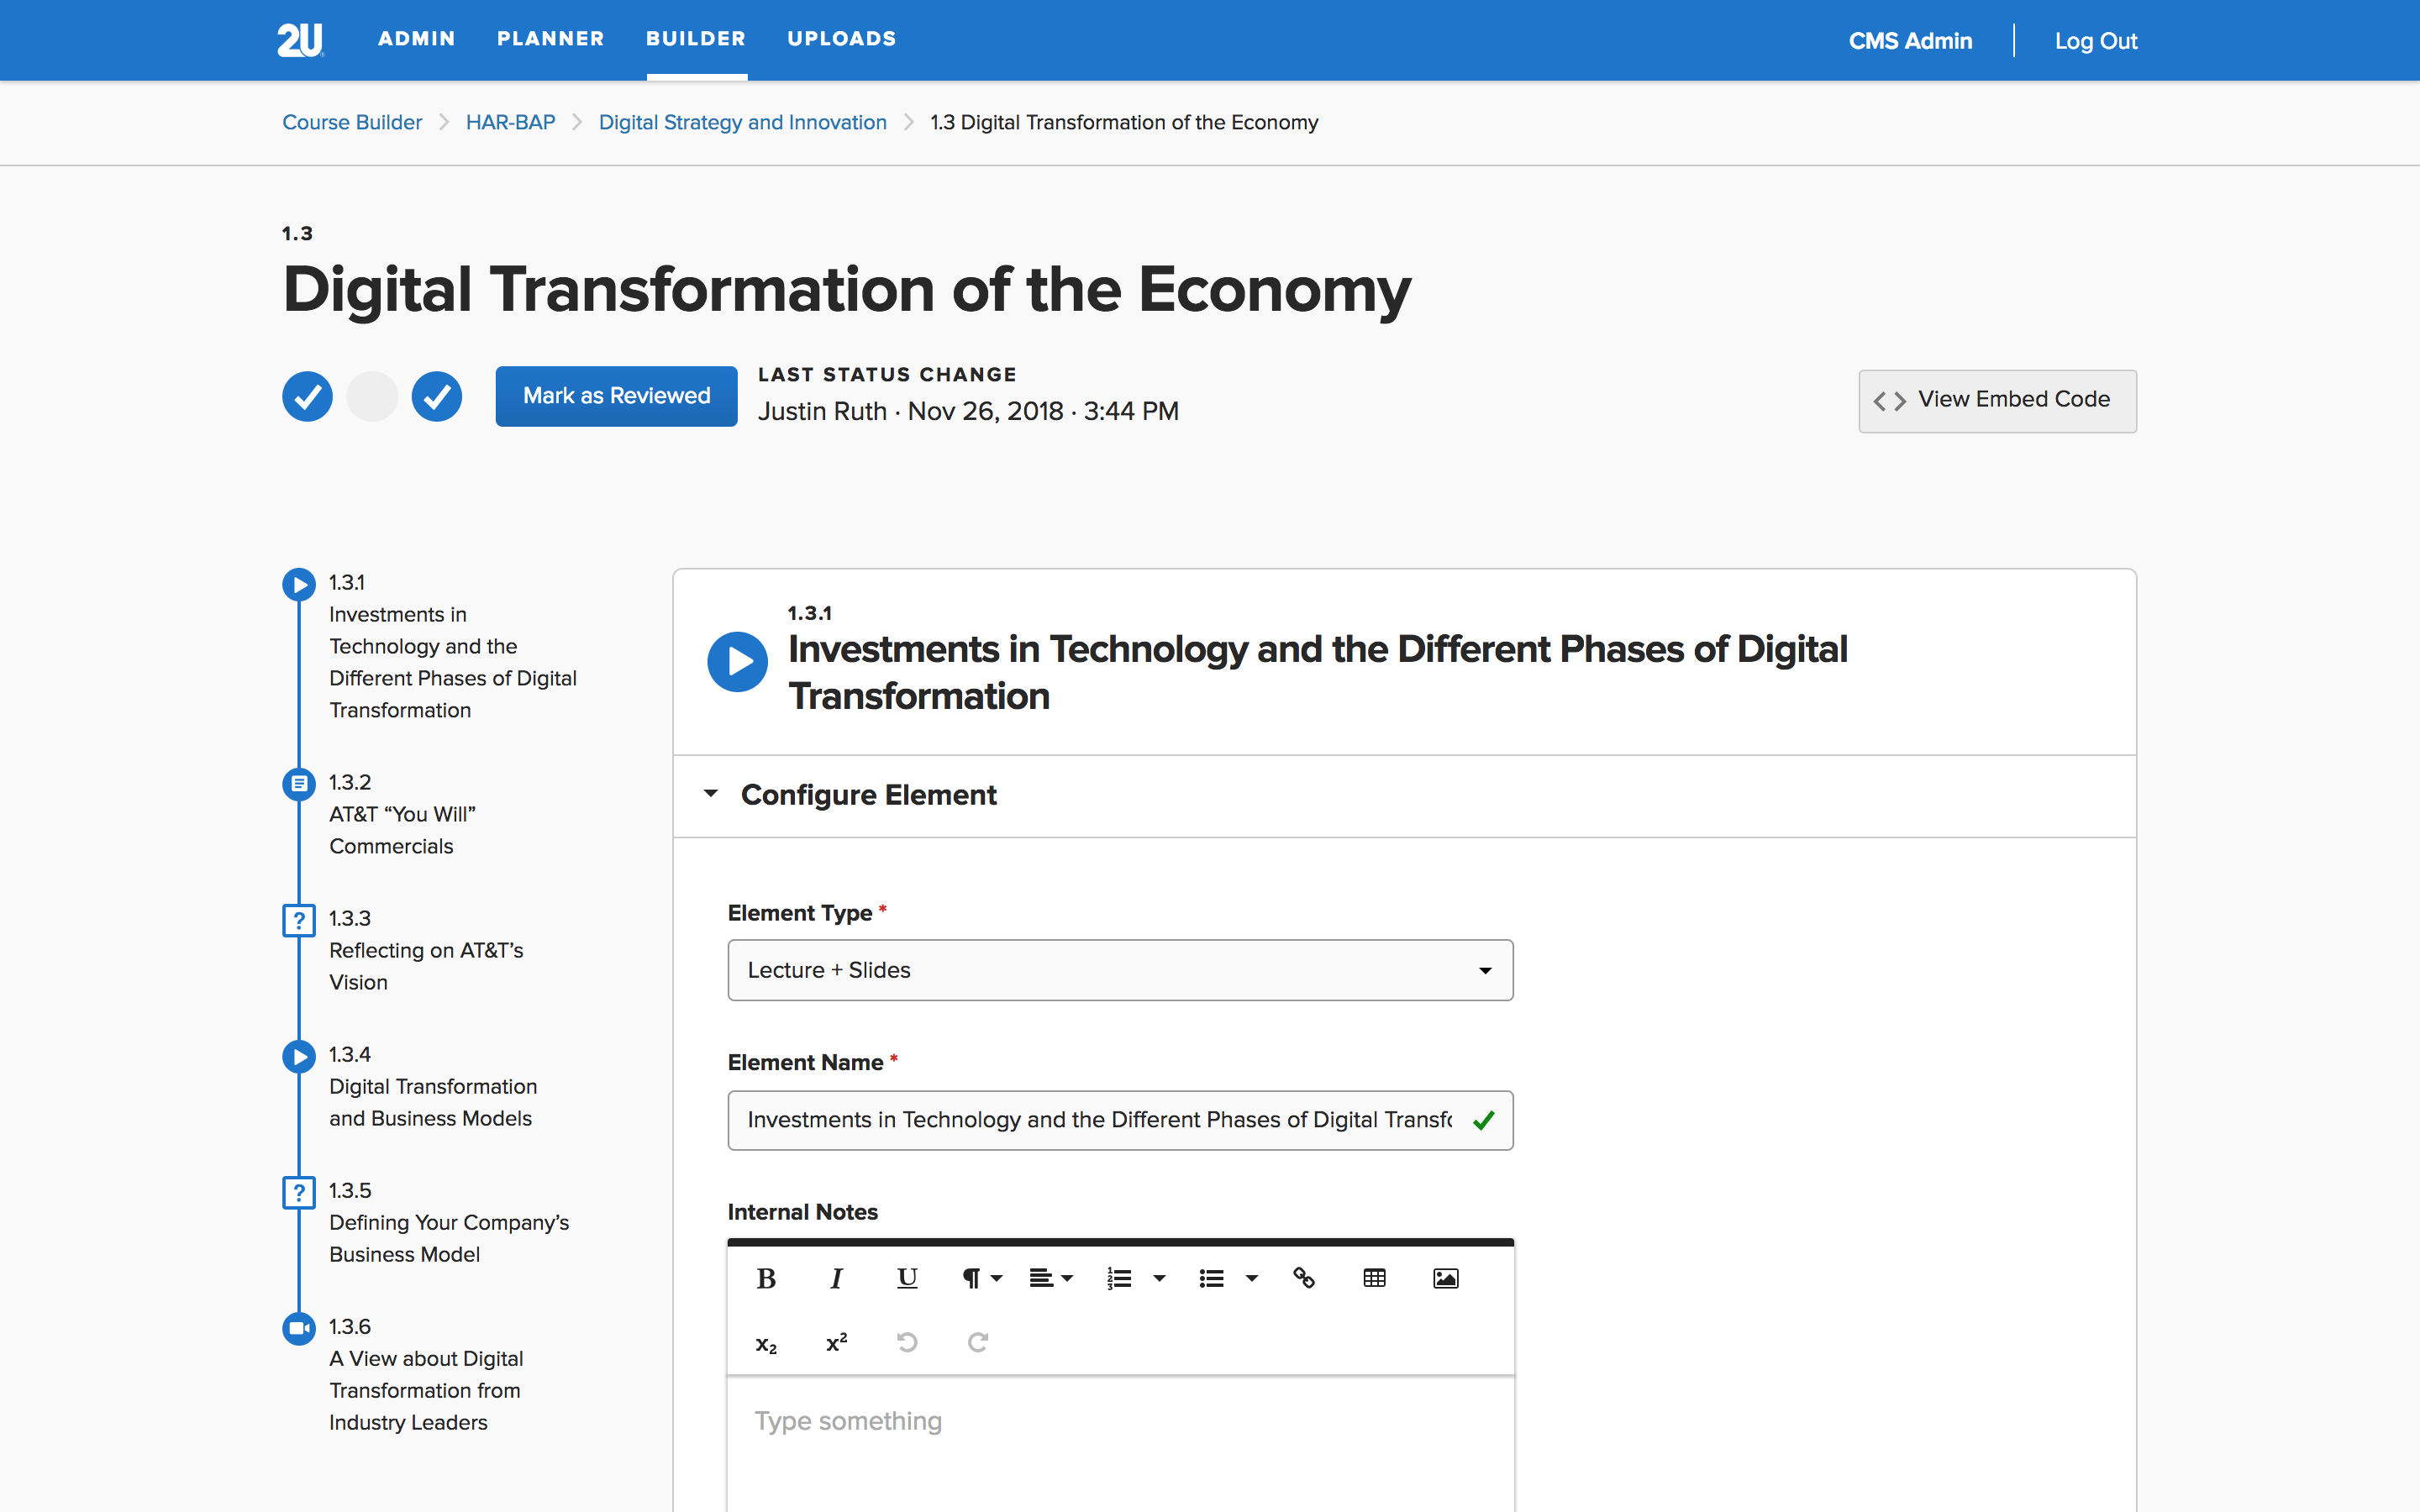 2U ADMIN PLANNER BUILDER UPLOADS CMS Admin Log Out
Course Builder HAR-BAP Digital Strategy and Innovation 1.3 Digital Transformation of the Economy
1.3
Digital Transformation of the Economy
Mark as Reviewed
LAST STATUS CHANGE
Justin Ruth · Nov 26, 2018 · 3:44 PM
View Embed Code
1.3.1
Investments in
Technology and the
Different Phases of Digital
Transformation
1.3.2
AT&T “You Will”
Commercials
1.3.3
Reflecting on AT&T’s
Vision
1.3.4
Digital Transformation
and Business Models
1.3.5
Defining Your Company’s
Business Model
1.3.6
A View about Digital
Transformation from
Industry Leaders
1.3.1
Investments in Technology and the Different Phases of Digital
Transformation
Configure Element
Element Type *
Lecture + Slides
Element Name *
Investments in Technology and the Different Phases of Digital Transfo
Internal Notes
B I U ¶
x₂ x²
Type something